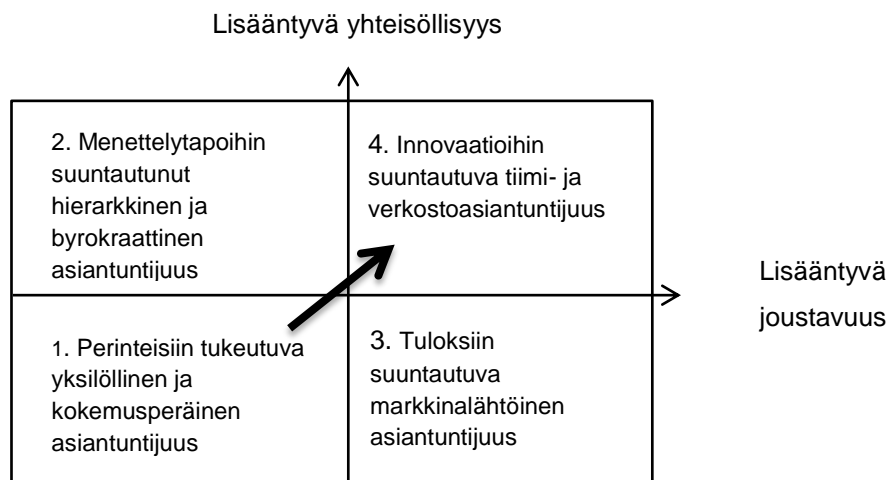 Lisääntyvä yhteisöllisyys
2. Menettelytapoihin
suuntautunut
hierarkkinen ja
byrokraattinen
asiantuntijuus
4. Innovaatioihin
suuntautuva tiimi- ja
verkostoasiantuntijuus
Lisääntyvä
joustavuus
1. Perinteisiin tukeutuva
yksilöllinen ja
kokemusperäinen
asiantuntijuus
3. Tuloksiin
suuntautuva
markkinalähtöinen
asiantuntijuus